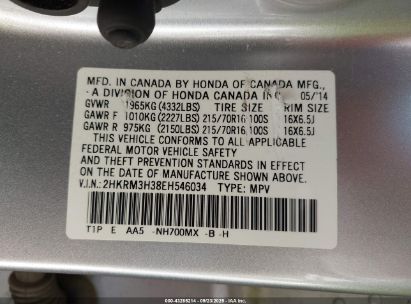 MFD. IN CANADA BY HONDA OF CANADA MFG.,
- A DIVISION OF HONDA CANADA INC. 05/14
GVWR 1965KG (4332LBS) TIRE SIZE RIM SIZE
GAWR F 1010KG (2227LBS) 215/70R16 100S 16X6.5J
GAWR R 975KG (2150LBS) 215/70R16 100S 16X6.5J
THIS VEHICLE CONFORMS TO ALL APPLICABLE
FEDERAL MOTOR VEHICLE SAFETY
AND THEFT PREVENTION STANDARDS IN EFFECT
ON THE DATE OF MANUFACTURE SHOWN ABOVE.
V.I.N.: 2HKRM3H38EH546034 TYPE: MPV
T1P E AA5 -NH700MX -B -H